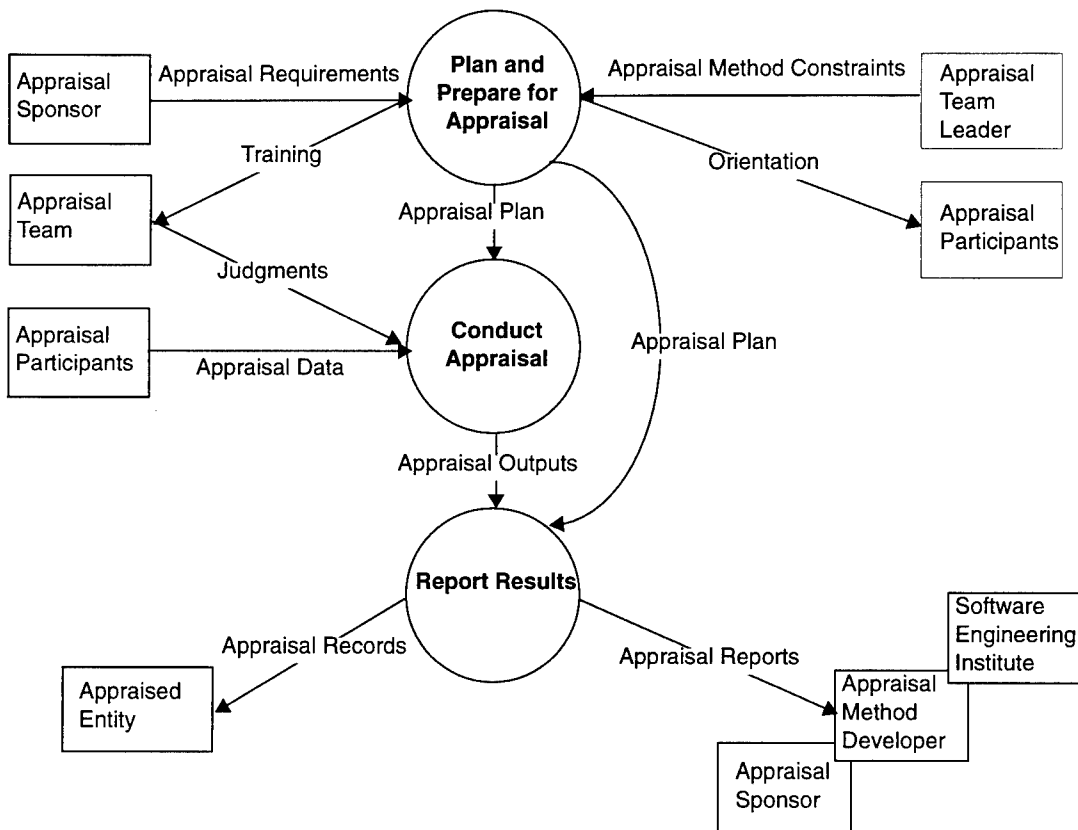 Plan and
Prepare for
Appraisal
Appraisal
Sponsor
Appraisal Requirements
Appraisal Method Constraints
Appraisal
Team
Leader
Training
Orientation
Appraisal
Team
Appraisal Plan
Appraisal
Participants
Judgments
Appraisal
Participants
Appraisal Data
Conduct
Appraisal
Appraisal Plan
Appraisal Outputs
Report Results
Software
Engineering
Institute
Appraisal Records
Appraisal Reports
Appraised
Entity
Appraisal
Method
Developer
Appraisal
Sponsor